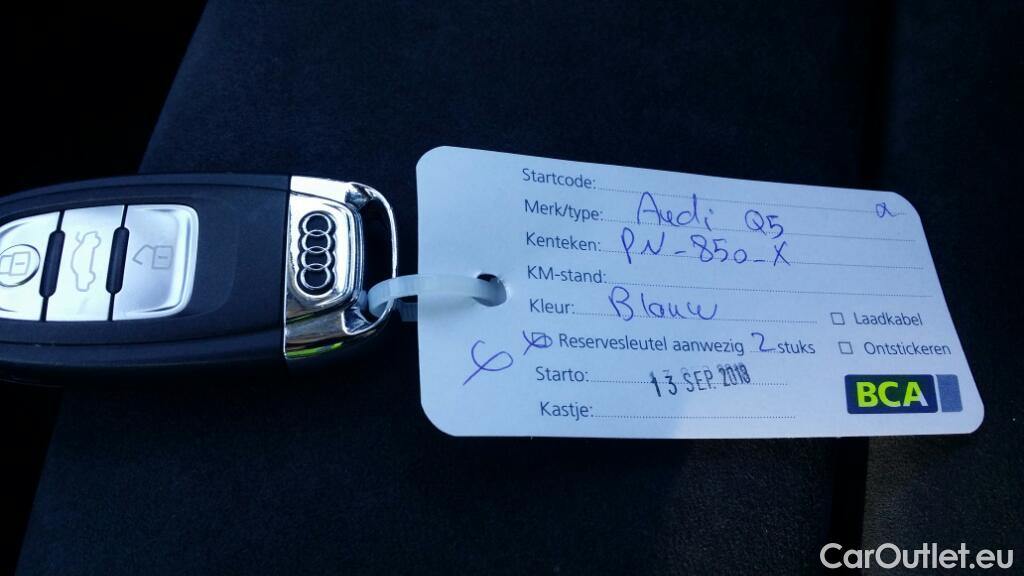 Startcode:
Merk/type: Audi Q5
Kenteken: PN-850-X
KM-stand:
Kleur: Blauw
Laadkabel
Reservesleutel aanwezig 2 stuks
Ontstickeren
Starto: 13 SEP. 2018
Kastje:
BCA
CarOutlet.eu